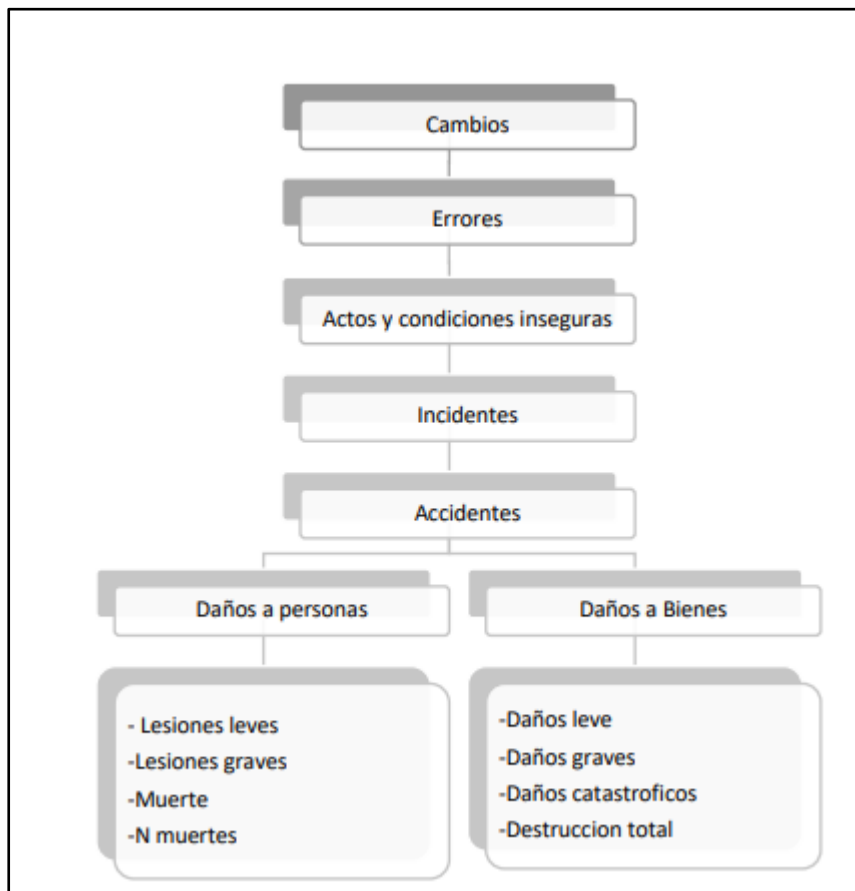 Cambios
Errores
Actos y condiciones inseguras
Incidentes
Accidentes
Daños a personas
- Lesiones leves
-Lesiones graves
-Muerte
-N muertes
Daños a Bienes
-Daños leve
-Daños graves
-Daños catastroficos
-Destruccion total